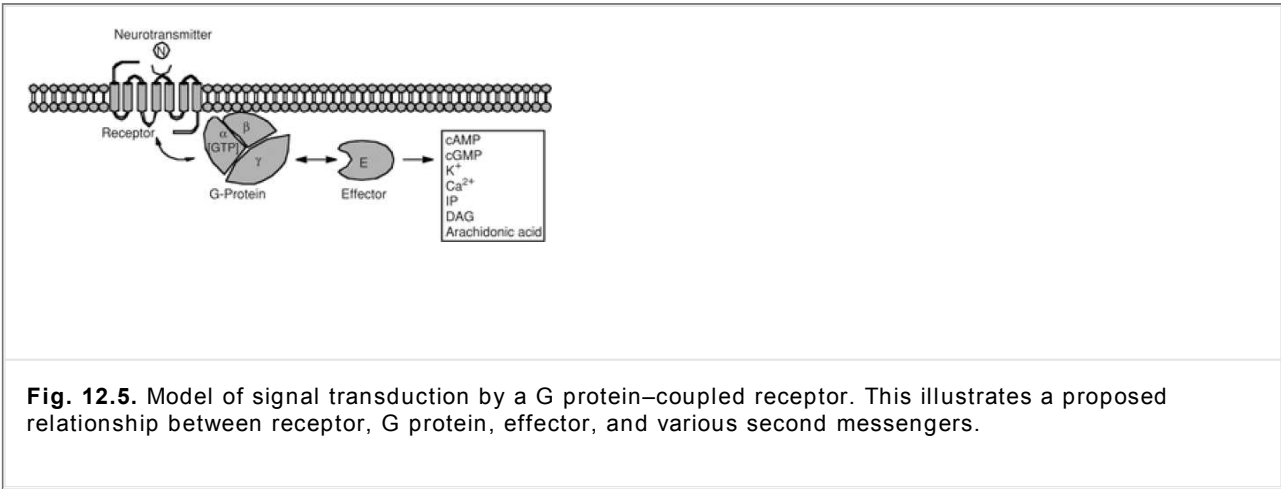 Neurotransmitter
N
Receptor
α
[GTP]
β
γ
G-Protein
E
Effector
cAMP
cGMP
K⁺
Ca²⁺
IP
DAG
Arachidonic acid
Fig. 12.5. Model of signal transduction by a G protein–coupled receptor. This illustrates a proposed
relationship between receptor, G protein, effector, and various second messengers.